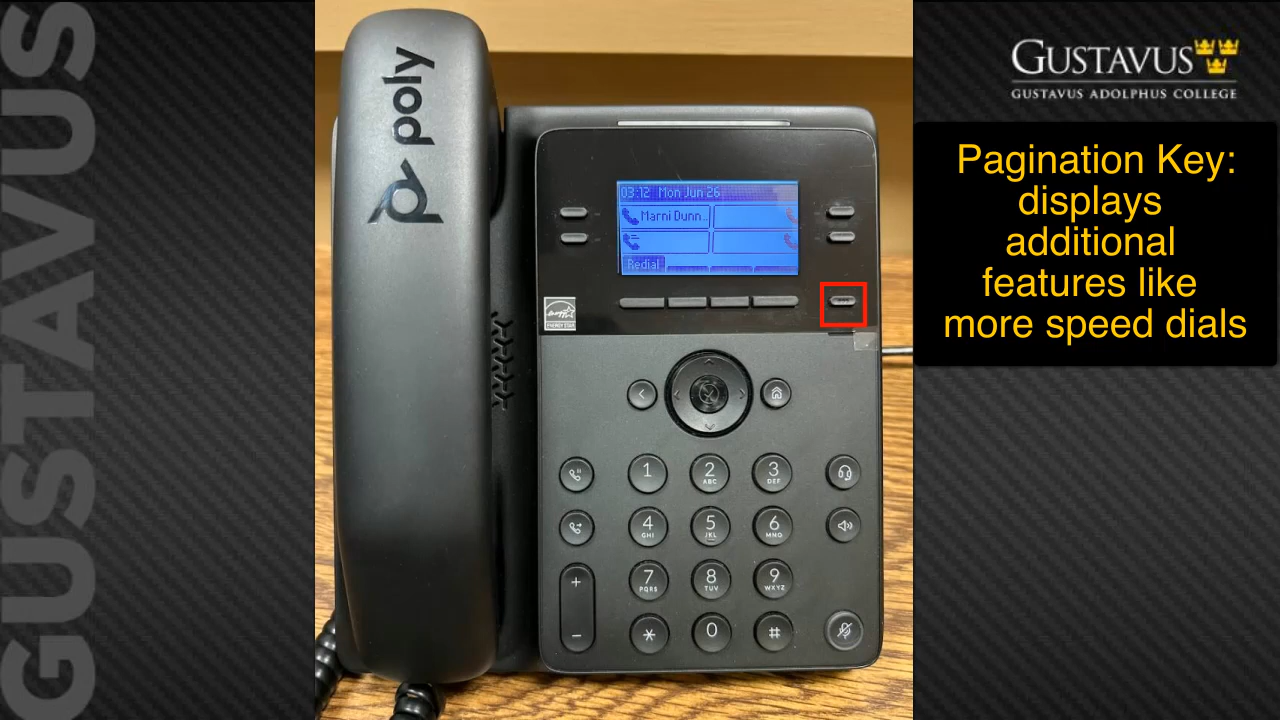 GUSTAVUS
poly
03:12 Mon Jun 26
Marni Dunn..
Redial
ENERGY STAR
1
2
ABC
3
DEF
4
GHI
5
JKL
6
MNO
7
PQRS
8
TUV
9
WXYZ
*
0
#
+
-
GUSTAVUS
GUSTAVUS ADOLPHUS COLLEGE
Pagination Key:
displays
additional
features like
more speed dials